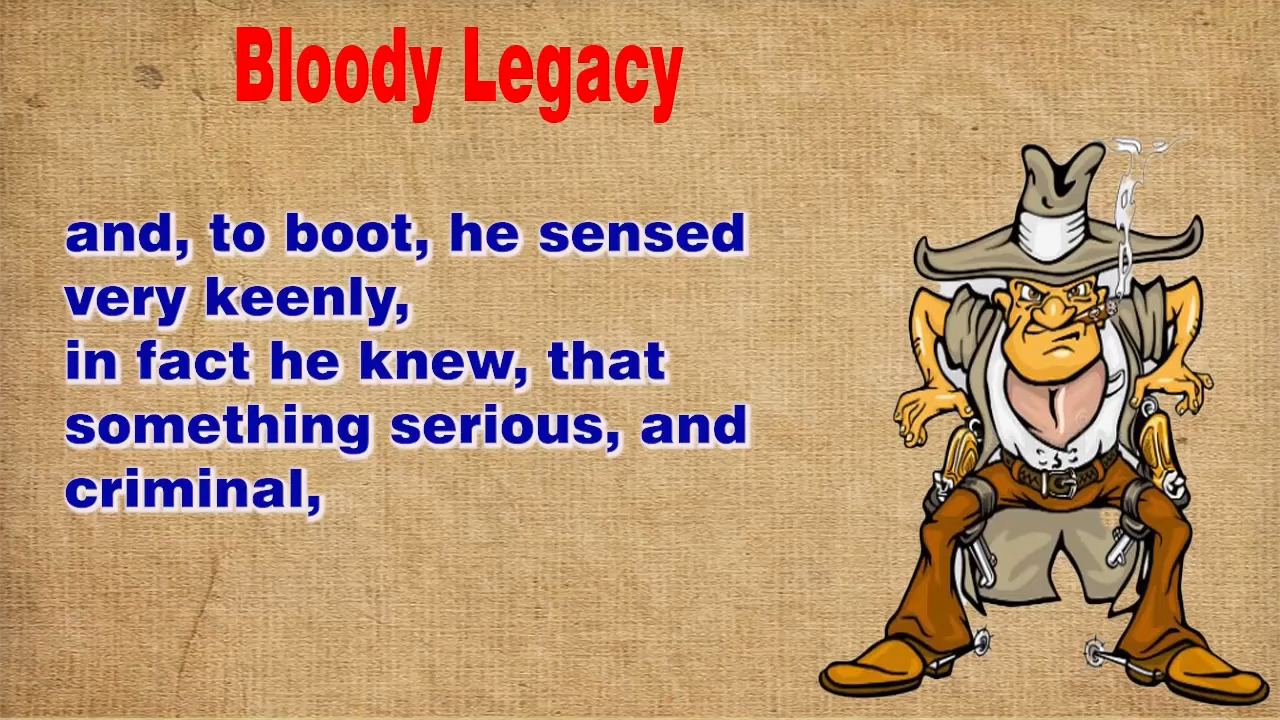 Bloody Legacy
and, to boot, he sensed
very keenly,
in fact he knew, that
something serious, and
criminal,